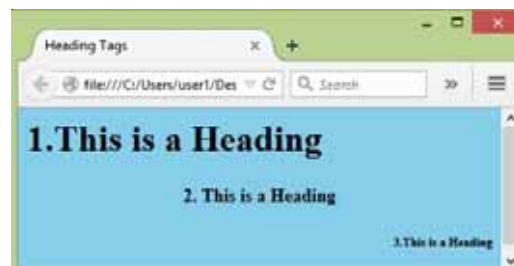 Heading Tags
file:///C:/Users/user1/Des
Search
1.This is a Heading
2. This is a Heading
3.This is a Heading